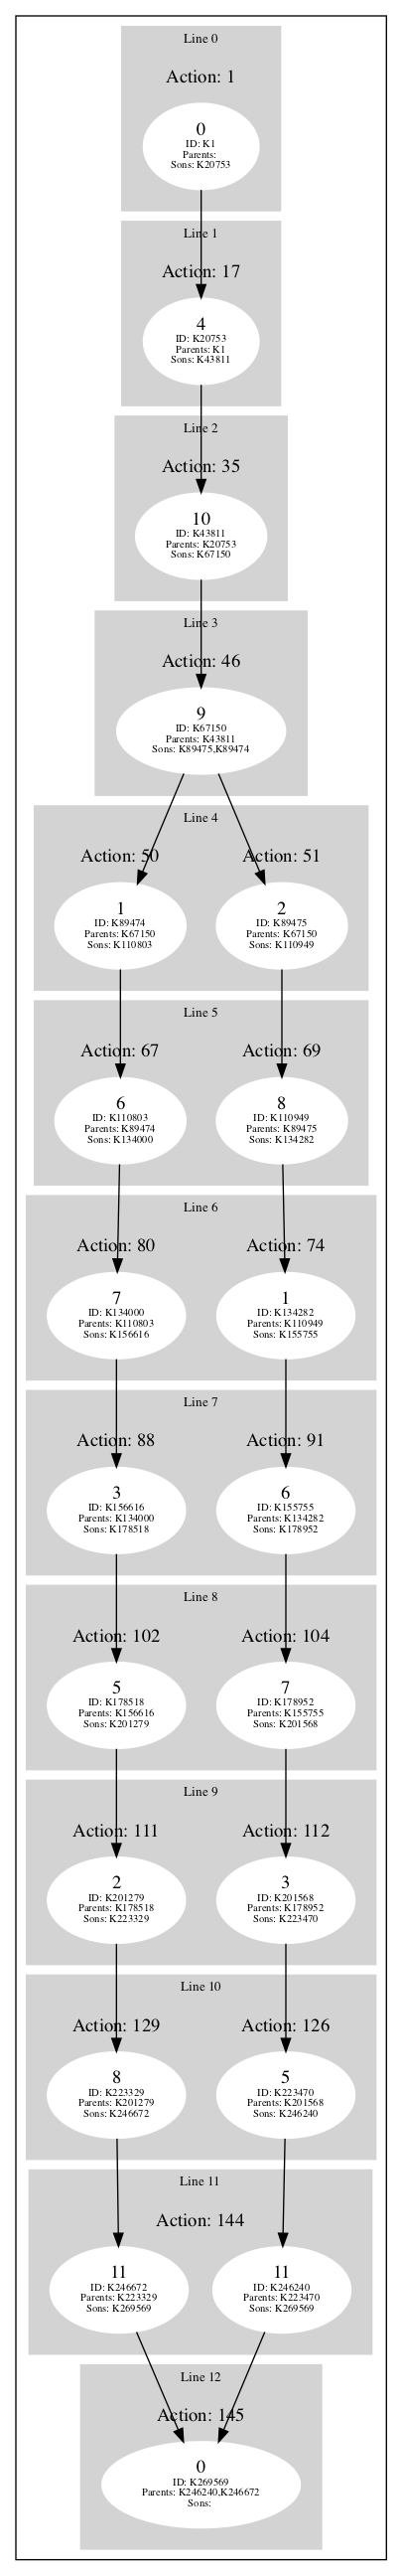 Line 0
Action: 1
0
ID: K1
Parents:
Sons: K20753
Line 1
Action: 17
4
ID: K20753
Parents: K1
Sons: K43811
Line 2
Action: 35
10
ID: K43811
Parents: K20753
Sons: K67150
Line 3
Action: 46
9
ID: K67150
Parents: K43811
Sons: K89475,K89474
Line 4
Action: 50
Action: 51
1
ID: K89474
Parents: K67150
Sons: K110803
2
ID: K89475
Parents: K67150
Sons: K110949
Line 5
Action: 67
Action: 69
6
ID: K110803
Parents: K89474
Sons: K134000
8
ID: K110949
Parents: K89475
Sons: K134282
Line 6
Action: 80
Action: 74
7
ID: K134000
Parents: K110803
Sons: K156616
1
ID: K134282
Parents: K110949
Sons: K155755
Line 7
Action: 88
Action: 91
3
ID: K156616
Parents: K134000
Sons: K178518
6
ID: K155755
Parents: K134282
Sons: K178952
Line 8
Action: 102
Action: 104
5
ID: K178518
Parents: K156616
Sons: K201279
7
ID: K178952
Parents: K155755
Sons: K201568
Line 9
Action: 111
Action: 112
2
ID: K201279
Parents: K178518
Sons: K223329
3
ID: K201568
Parents: K178952
Sons: K223470
Line 10
Action: 129
Action: 126
8
ID: K223329
Parents: K201279
Sons: K246672
5
ID: K223470
Parents: K201568
Sons: K246240
Line 11
Action: 144
11
ID: K246672
Parents: K223329
Sons: K269569
11
ID: K246240
Parents: K223470
Sons: K269569
Line 12
Action: 145
0
ID: K269569
Parents: K246240,K246672
Sons: